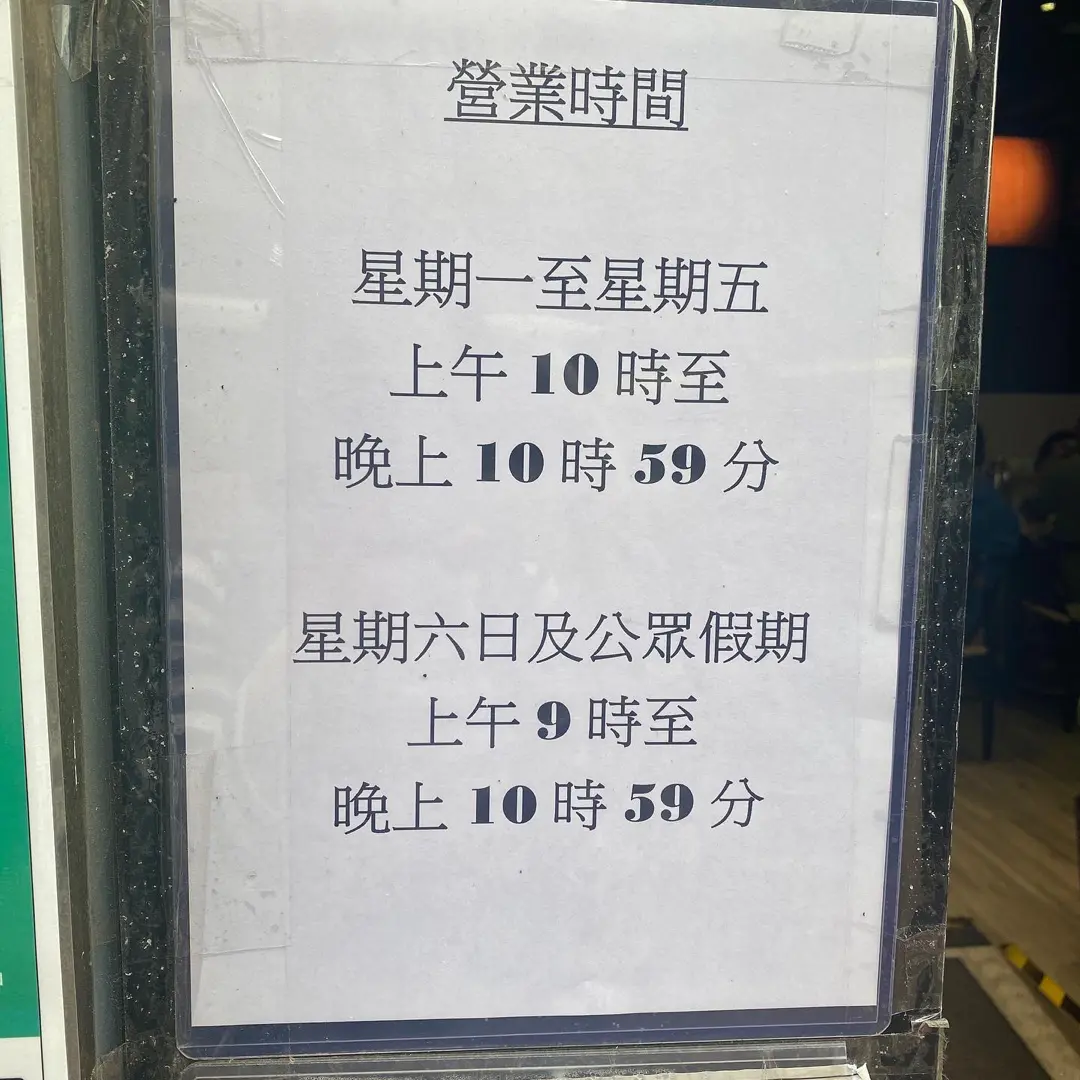 營業時間
星期一至星期五
上午 10 時至
晚上 10 時 59 分
星期六日及公眾假期
上午 9 時至
晚上 10 時 59 分